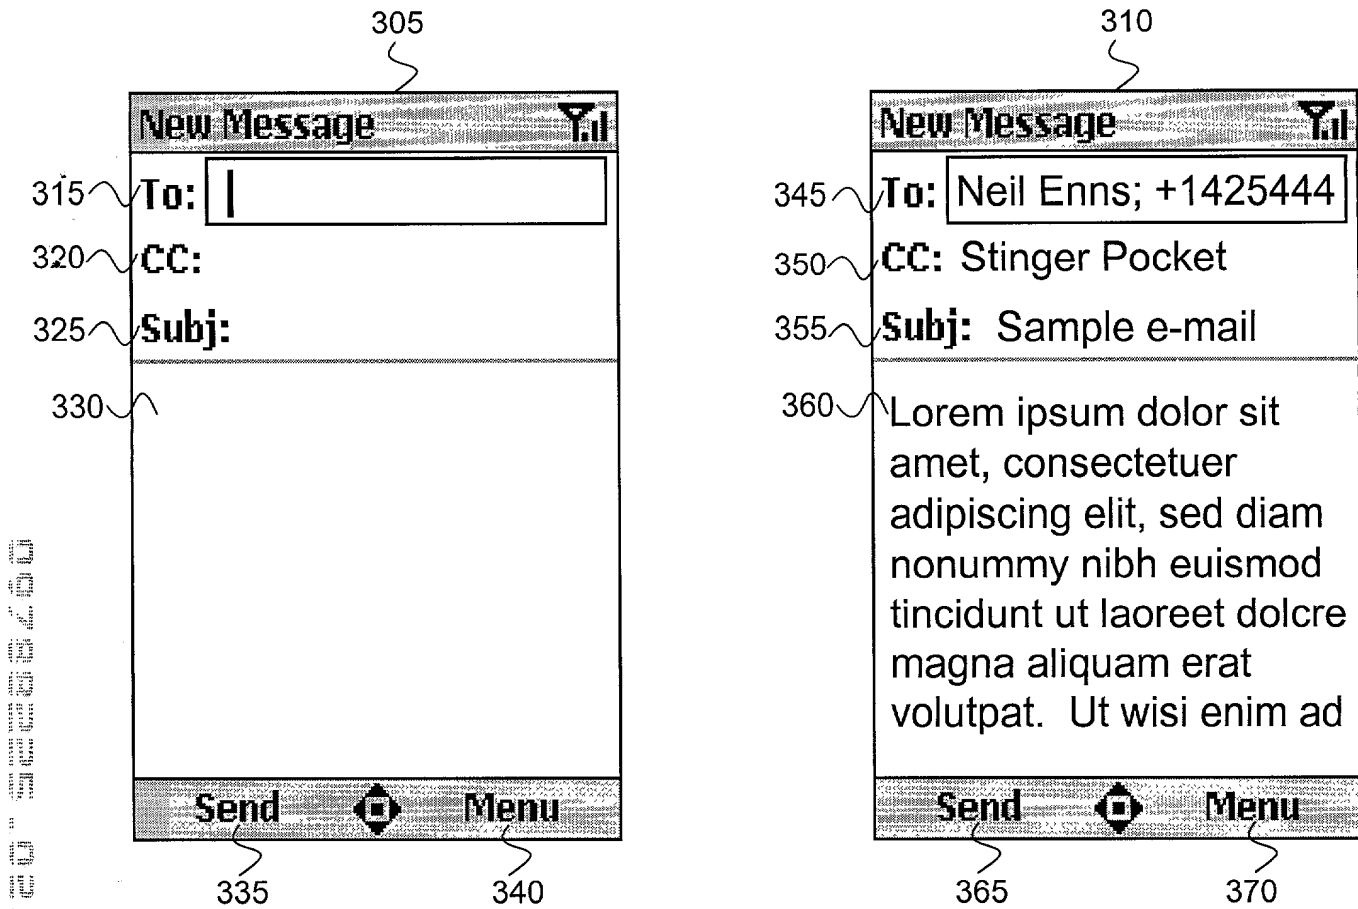 305
New Message
315 To:
320 CC:
325 Subj:
330
Send Menu
335 340
310
New Message
345 To: Neil Enns; +1425444
350 CC: Stinger Pocket
355 Subj: Sample e-mail
360 Lorem ipsum dolor sit
amet, consectetuer
adipiscing elit, sed diam
nonummy nibh euismod
tincidunt ut laoreet dolcre
magna aliquam erat
volutpat. Ut wisi enim ad
Send Menu
365 370